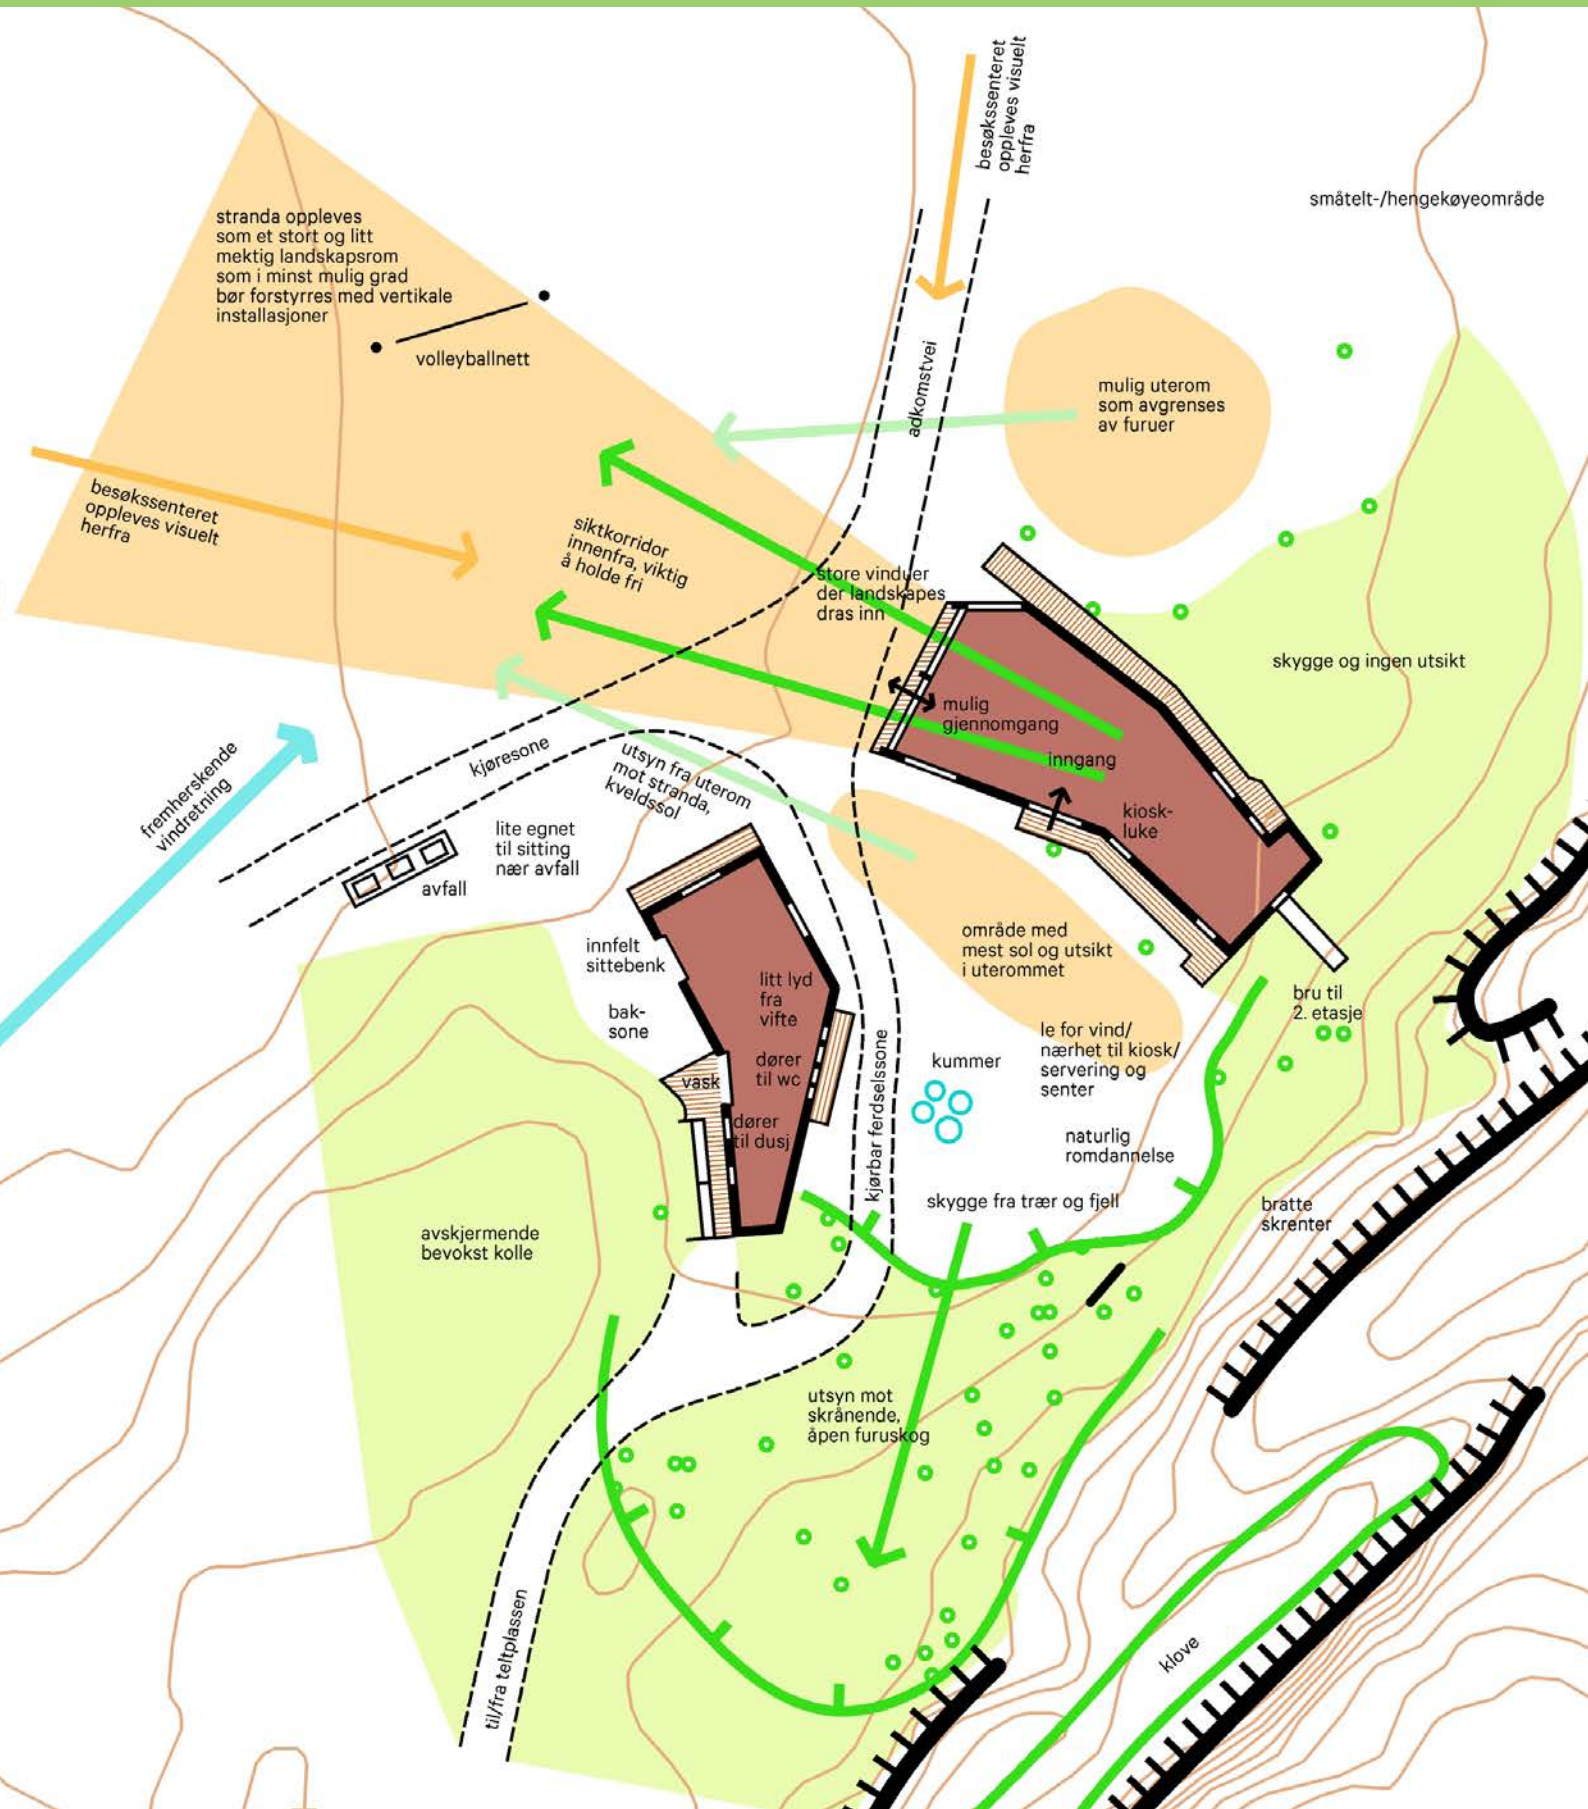 besøkssenteret
oppleves visuelt
herfra
småtelt-/hengekøyeområde
stranda oppleves
som et stort og litt
mektig landskapsrom
som i minst mulig grad
bør forstyrres med vertikale
installasjoner
volleyballnett
adkomstvei
mulig uterom
som avgrenses
av furuer
besøkssenteret
oppleves visuelt
herfra
siktkorridor
innenfra, viktig
å holde fri
store vinduer
der landskapes
dras inn
skygge og ingen utsikt
mulig
gjennomgang
inngang
kiosk-
luke
fremherskende
vindretning
kjøresone
utsyn fra uterom
mot stranda,
kveldssol
lite egnet
til sitting
nær avfall
avfall
innfelt
sittebenk
bak-
sone
litt lyd
fra
vifte
dører
til wc
vask
dører
til dusj
kjørbar ferdselssone
område med
mest sol og utsikt
i uterommet
bru til
2. etasje
le for vind/
nærhet til kiosk/
servering og
senter
kummer
naturlig
romdannelse
skygge fra trær og fjell
bratte
skrenter
avskjermende
bevokst kolle
utsyn mot
skrånende,
åpen furuskog
til/fra teltplassen
klove